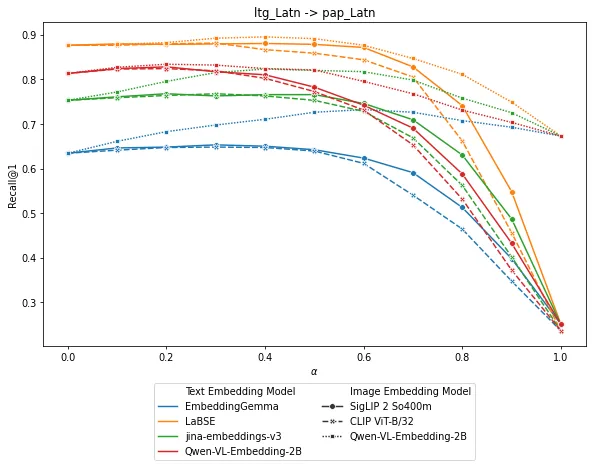 ltg_Latn -> pap_Latn
Recall@1
0.9
0.8
0.7
0.6
0.5
0.4
0.3
0.0
0.2
0.4
0.6
0.8
1.0
α
Text Embedding Model
EmbeddingGemma
LaBSE
jina-embeddings-v3
Qwen-VL-Embedding-2B
Image Embedding Model
SigLIP 2 So400m
CLIP ViT-B/32
Qwen-VL-Embedding-2B